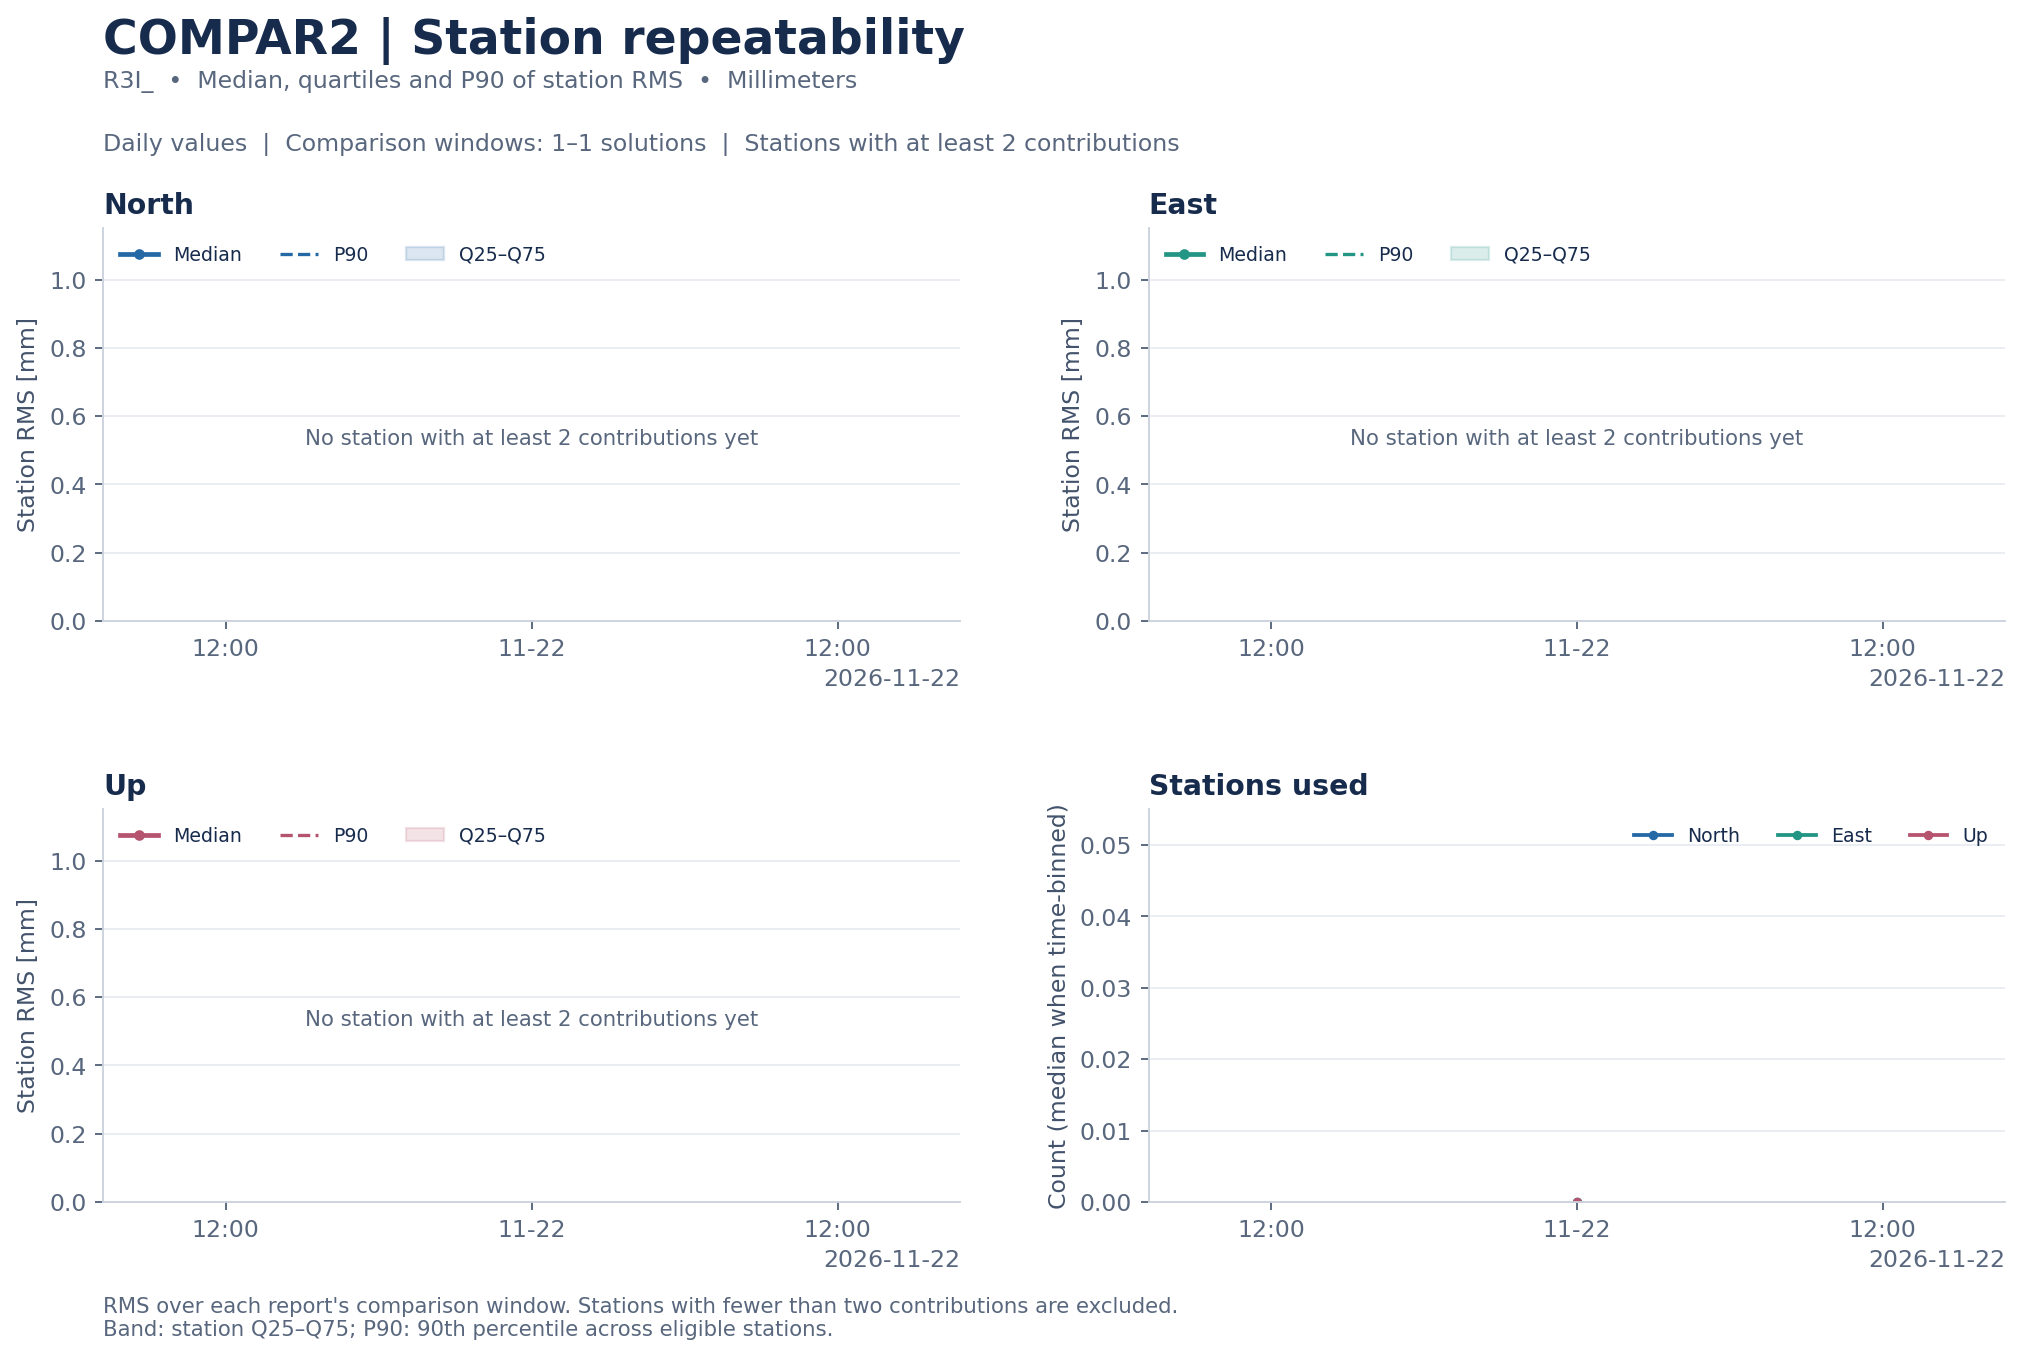 COMPAR2 | Station repeatability
R3I_  •  Median, quartiles and P90 of station RMS  •  Millimeters
Daily values  |  Comparison windows: 1–1 solutions  |  Stations with at least 2 contributions
North
Median
P90
Q25–Q75
Station RMS [mm]
1.0
0.8
0.6
0.4
0.2
0.0
No station with at least 2 contributions yet
12:00
11-22
12:00
2026-11-22
East
Median
P90
Q25–Q75
Station RMS [mm]
1.0
0.8
0.6
0.4
0.2
0.0
No station with at least 2 contributions yet
12:00
11-22
12:00
2026-11-22
Up
Median
P90
Q25–Q75
Station RMS [mm]
1.0
0.8
0.6
0.4
0.2
0.0
No station with at least 2 contributions yet
12:00
11-22
12:00
2026-11-22
Stations used
North
East
Up
Count (median when time-binned)
0.05
0.04
0.03
0.02
0.01
0.00
12:00
11-22
12:00
2026-11-22
RMS over each report's comparison window. Stations with fewer than two contributions are excluded.
Band: station Q25–Q75; P90: 90th percentile across eligible stations.